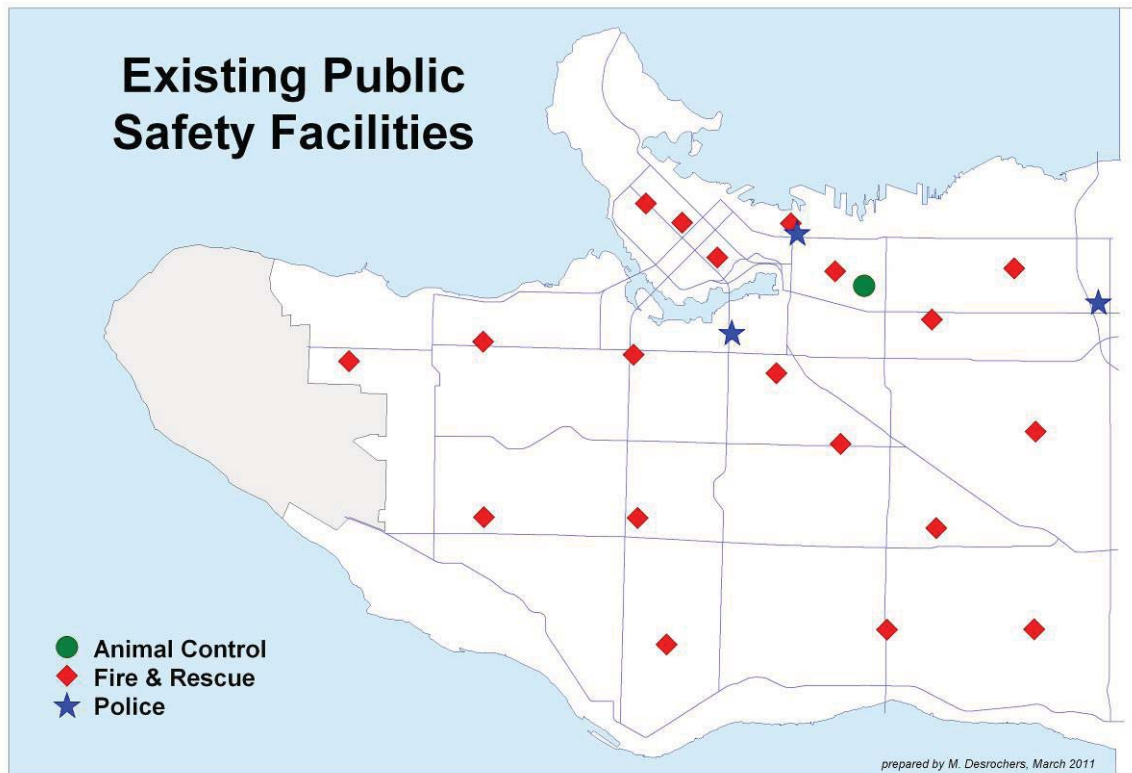 Existing Public
Safety Facilities
Animal Control
Fire & Rescue
Police
prepared by M. Desrochers, March 2011